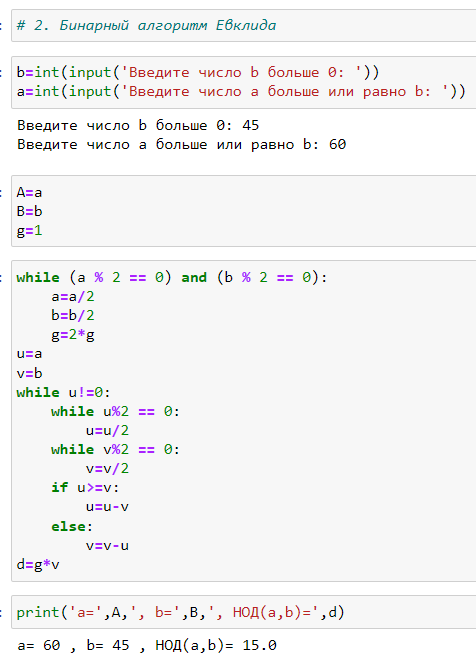 # 2. Бинарный алгоритм Евклида
b=int(input('Введите число b больше 0: '))
a=int(input('Введите число a больше или равно b: '))
Введите число b больше 0: 45
Введите число a больше или равно b: 60
A=a
B=b
g=1
while (a % 2 == 0) and (b % 2 == 0):
    a=a/2
    b=b/2
    g=2*g
u=a
v=b
while u!=0:
    while u%2 == 0:
        u=u/2
    while v%2 == 0:
        v=v/2
    if u>=v:
        u=u-v
    else:
        v=v-u
d=g*v
print('a=',A,', b=',B,', НОД(a,b)=',d)
a= 60 , b= 45 , НОД(a,b)= 15.0